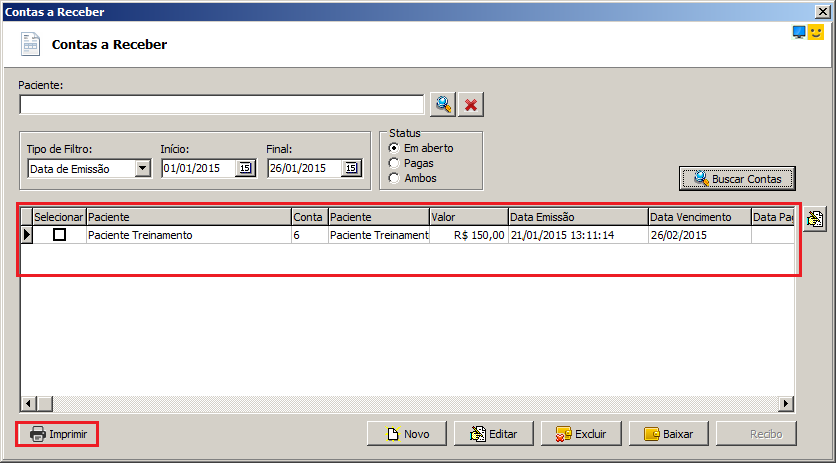 Contas a Receber
Contas a Receber
Paciente:
Tipo de Filtro: Início: Final:
Data de Emissão 01/01/2015 15 26/01/2015 15
Status
Em aberto
Pagas
Ambos
Buscar Contas
Selecionar Paciente Conta Paciente Valor Data Emissão Data Vencimento Data Pag
Paciente Treinamento 6 Paciente Treinament R$ 150,00 21/01/2015 13:11:14 26/02/2015
Imprimir Novo Editar Excluir Baixar Recibo